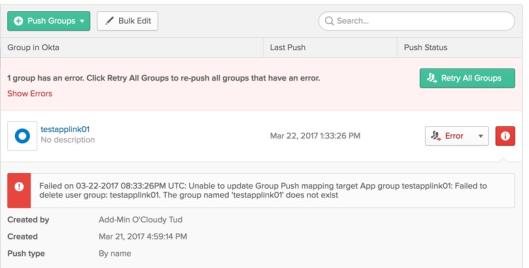 Push Groups
Bulk Edit
Search...
Group in Okta
Last Push
Push Status
1 group has an error. Click Retry All Groups to re-push all groups that have an error.
Retry All Groups
Show Errors
testapplink01
No description
Mar 22, 2017 1:33:26 PM
Error
Failed on 03-22-2017 08:33:26PM UTC: Unable to update Group Push mapping target App group testapplink01: Failed to
delete user group: testapplink01. The group named 'testapplink01' does not exist
Created by
Add-Min O'Cloudy Tud
Created
Mar 21, 2017 4:59:14 PM
Push type
By name